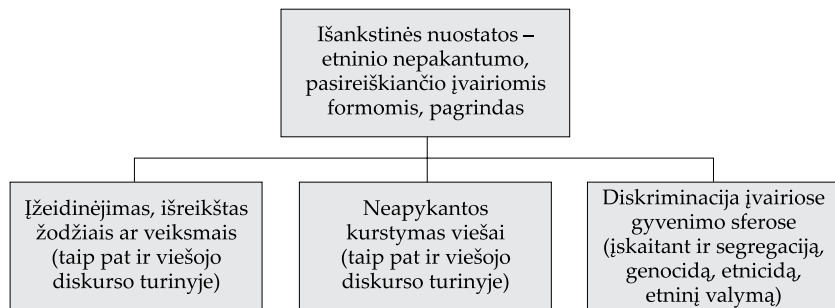 Išankstinės nuostatos –
etninio nepakantumo,
pasireiškiančio įvairiomis
formomis, pagrindas
Įžeidinėjimas, išreikštas
žodžiais ar veiksmais
(taip pat ir viešojo
diskurso turinyje)
Neapykantos
kurstymas viešai
(taip pat ir viešojo
diskurso turinyje)
Diskriminacija įvairiose
gyvenimo sferose
(įskaitant ir segregaciją,
genocidą, etnicidą,
etninį valymą)